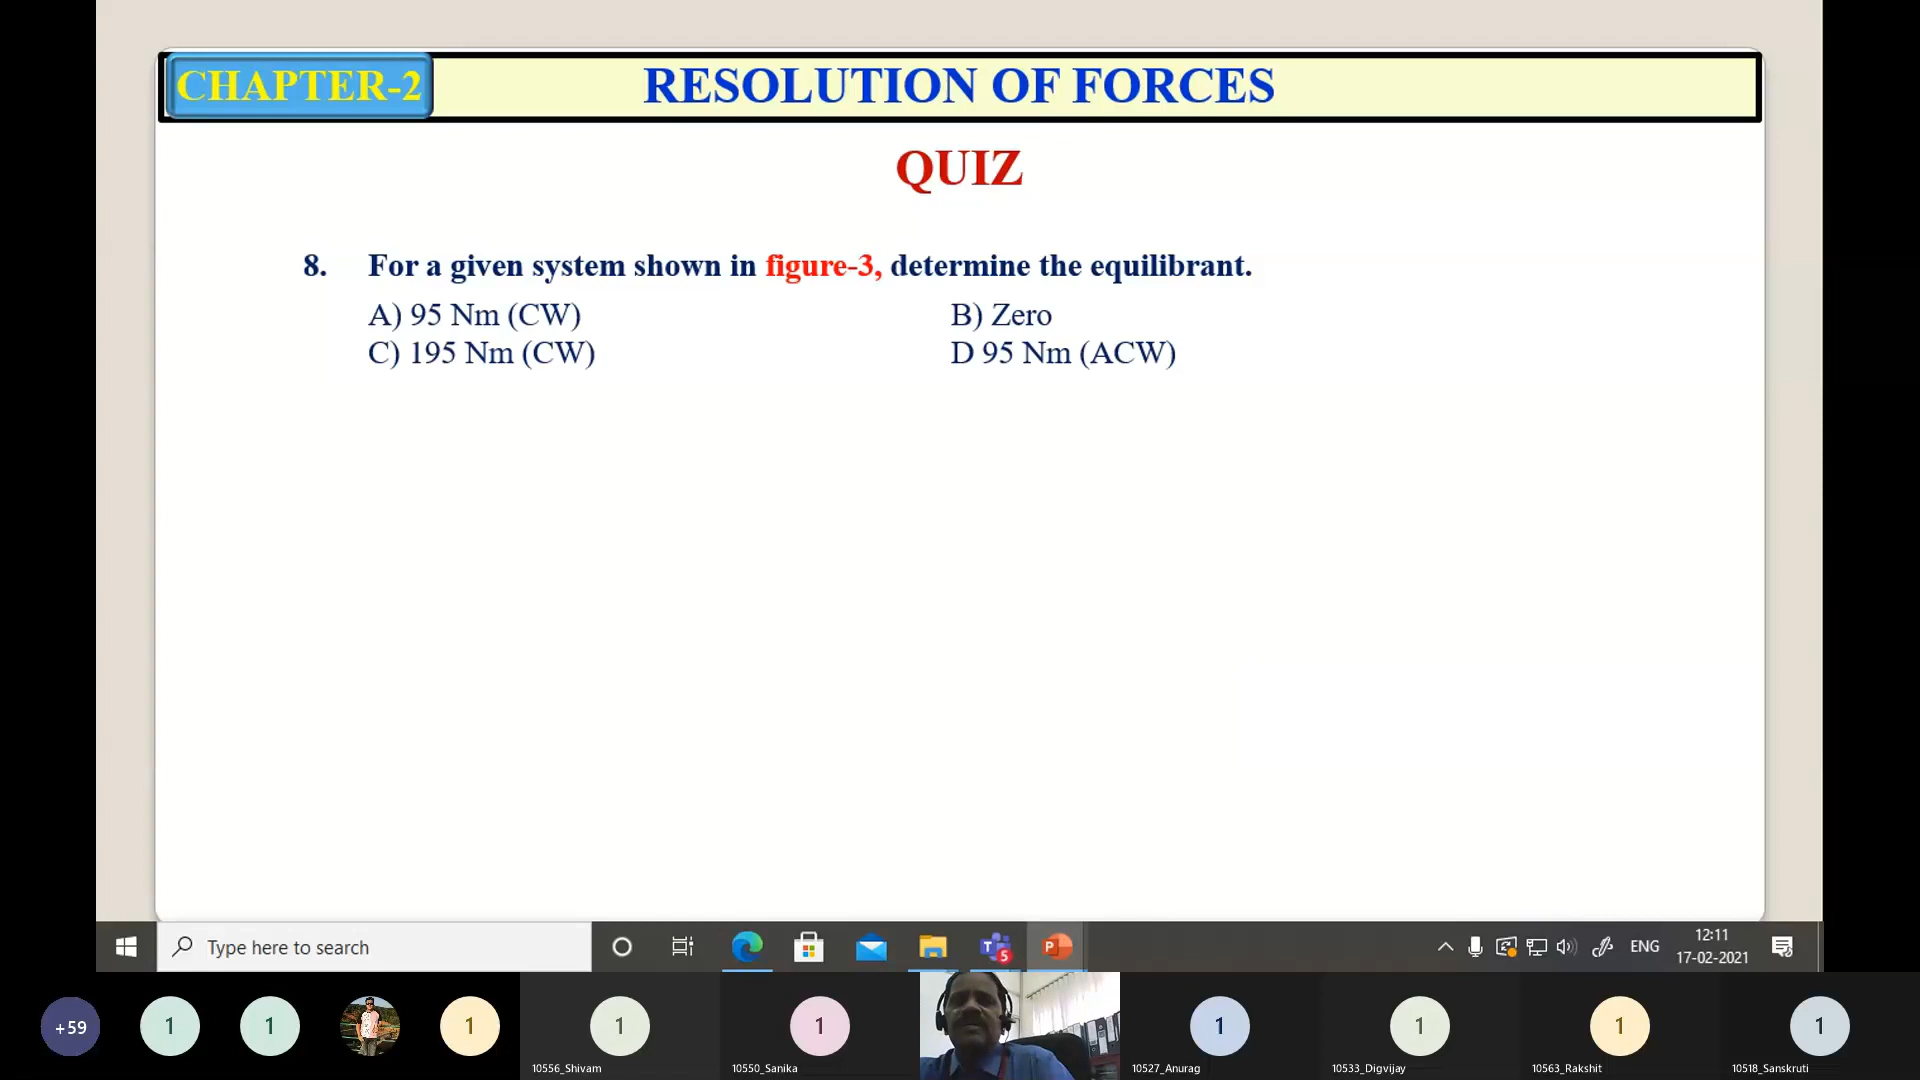 CHAPTER-2
RESOLUTION OF FORCES
QUIZ
8. For a given system shown in figure-3, determine the equilibrant.
A) 95 Nm (CW) B) Zero
C) 195 Nm (CW) D 95 Nm (ACW)
Type here to search
5
P
ENG
12:11
17-02-2021
+59
1
1
1
1
10556_Shivam
1
10550_Sanika
1
10527_Anurag
1
10533_Digvijay
1
10563_Rakshit
1
10518_Sanskruti